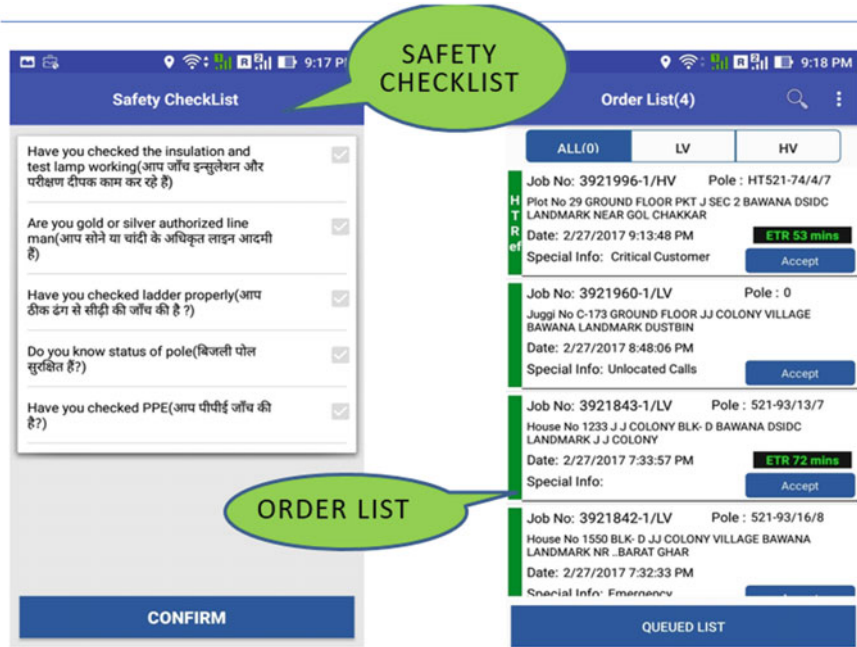 SAFETY
CHECKLIST
R
9:17 P
Safety CheckList
Have you checked the insulation and
test lamp working(आप जाँच इन्सुलेशन और
परीक्षण दीपक काम कर रहे हैं)
Are you gold or silver authorized line
man(आप सोने या चांदी के अधिकृत लाइन आदमी
हैं)
Have you checked ladder properly(आप
ठीक ढंग से सीढ़ी की जाँच की है ?)
Do you know status of pole(बिजली पोल
सुरक्षित हैं?)
Have you checked PPE(आप पीपीई जाँच की
है?)
CONFIRM
ORDER LIST
R
9:18 PM
Order List(4)
ALL(0) LV HV
HT Ref
Job No: 3921996-1/HV Pole : HT521-74/4/7
Plot No 29 GROUND FLOOR PKT J SEC 2 BAWANA DSIDC
LANDMARK NEAR GOL CHAKKAR
Date: 2/27/2017 9:13:48 PM ETR 53 mins
Special Info: Critical Customer Accept
Job No: 3921960-1/LV Pole : 0
Juggi No C-173 GROUND FLOOR JJ COLONY VILLAGE
BAWANA LANDMARK DUSTBIN
Date: 2/27/2017 8:48:06 PM
Special Info: Unlocated Calls Accept
Job No: 3921843-1/LV Pole : 521-93/13/7
House No 1233 J J COLONY BLK- D BAWANA DSIDC
LANDMARK J J COLONY
Date: 2/27/2017 7:33:57 PM ETR 72 mins
Special Info: Accept
Job No: 3921842-1/LV Pole : 521-93/16/8
House No 1550 BLK- D JJ COLONY VILLAGE BAWANA
LANDMARK NR ..BARAT GHAR
Date: 2/27/2017 7:32:33 PM
Special Info: Emergency
QUEUED LIST